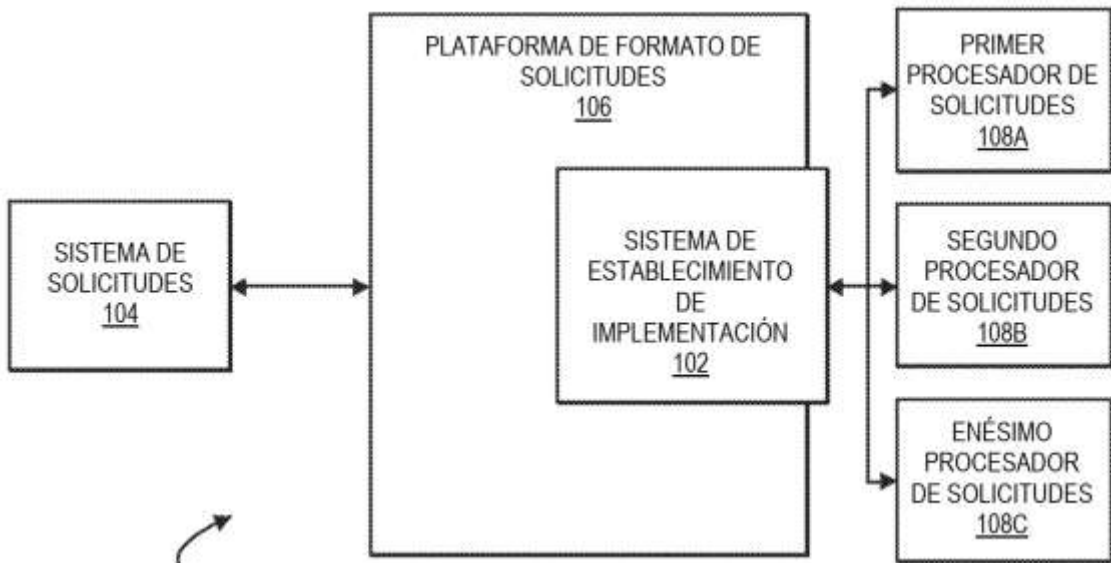 PLATAFORMA DE FORMATO DE
SOLICITUDES
106
SISTEMA DE
SOLICITUDES
104
SISTEMA DE
ESTABLECIMIENTO
DE
IMPLEMENTACIÓN
102
PRIMER
PROCESADOR DE
SOLICITUDES
108A
SEGUNDO
PROCESADOR
DE SOLICITUDES
108B
ENÉSIMO
PROCESADOR
DE SOLICITUDES
108C